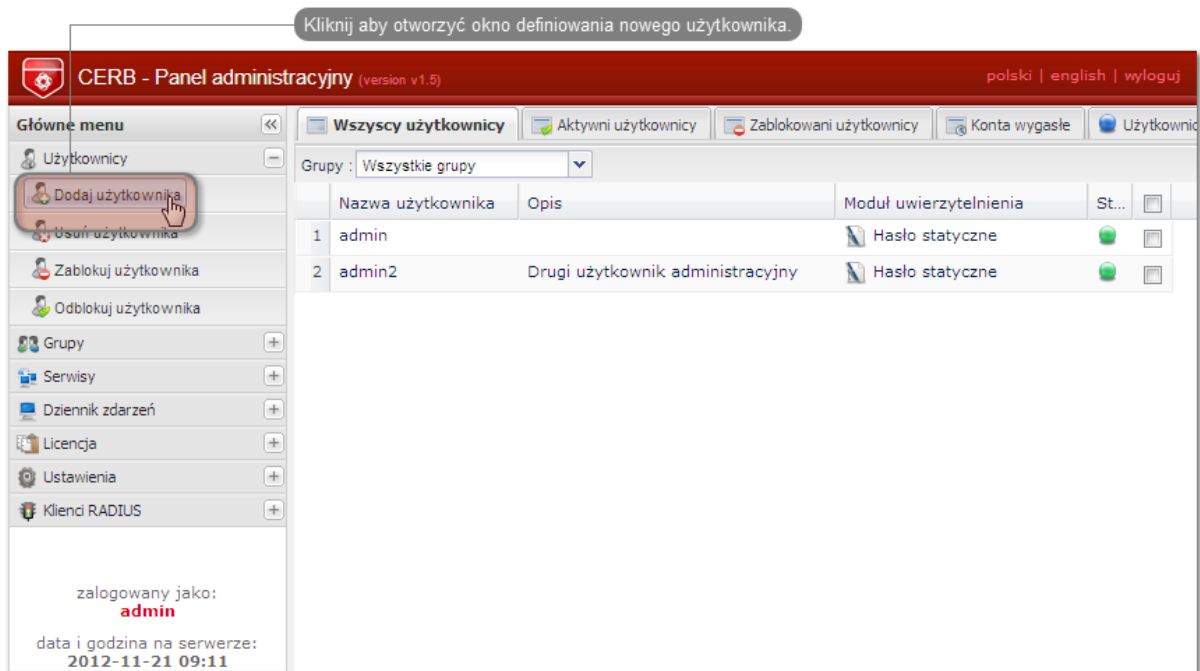 Kliknij aby otworzyć okno definiowania nowego użytkownika.
CERB - Panel administracyjny (version v1.5)
polski | english | wyloguj
Główne menu
Użytkownicy
Dodaj użytkownika
Usuń użytkownika
Zablokuj użytkownika
Odblokuj użytkownika
Grupy
Serwisy
Dziennik zdarzeń
Licencja
Ustawienia
Klienci RADIUS
zalogowany jako:
admin
data i godzina na serwerze:
2012-11-21 09:11
Wszyscy użytkownicy Aktywni użytkownicy Zablokowani użytkownicy Konta wygasłe Użytkownic
Grupy : Wszystkie grupy
Nazwa użytkownika Opis Moduł uwierzytelnienia St...
1 admin Hasło statyczne
2 admin2 Drugi użytkownik administracyjny Hasło statyczne